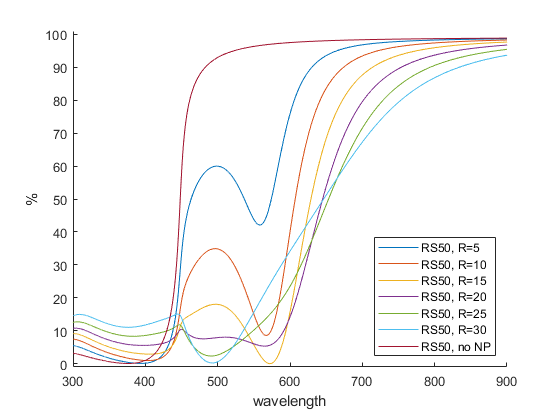 %
100
90
80
70
60
50
40
30
20
10
0
300 400 500 600 700 800 900
wavelength
RS50, R=5
RS50, R=10
RS50, R=15
RS50, R=20
RS50, R=25
RS50, R=30
RS50, no NP